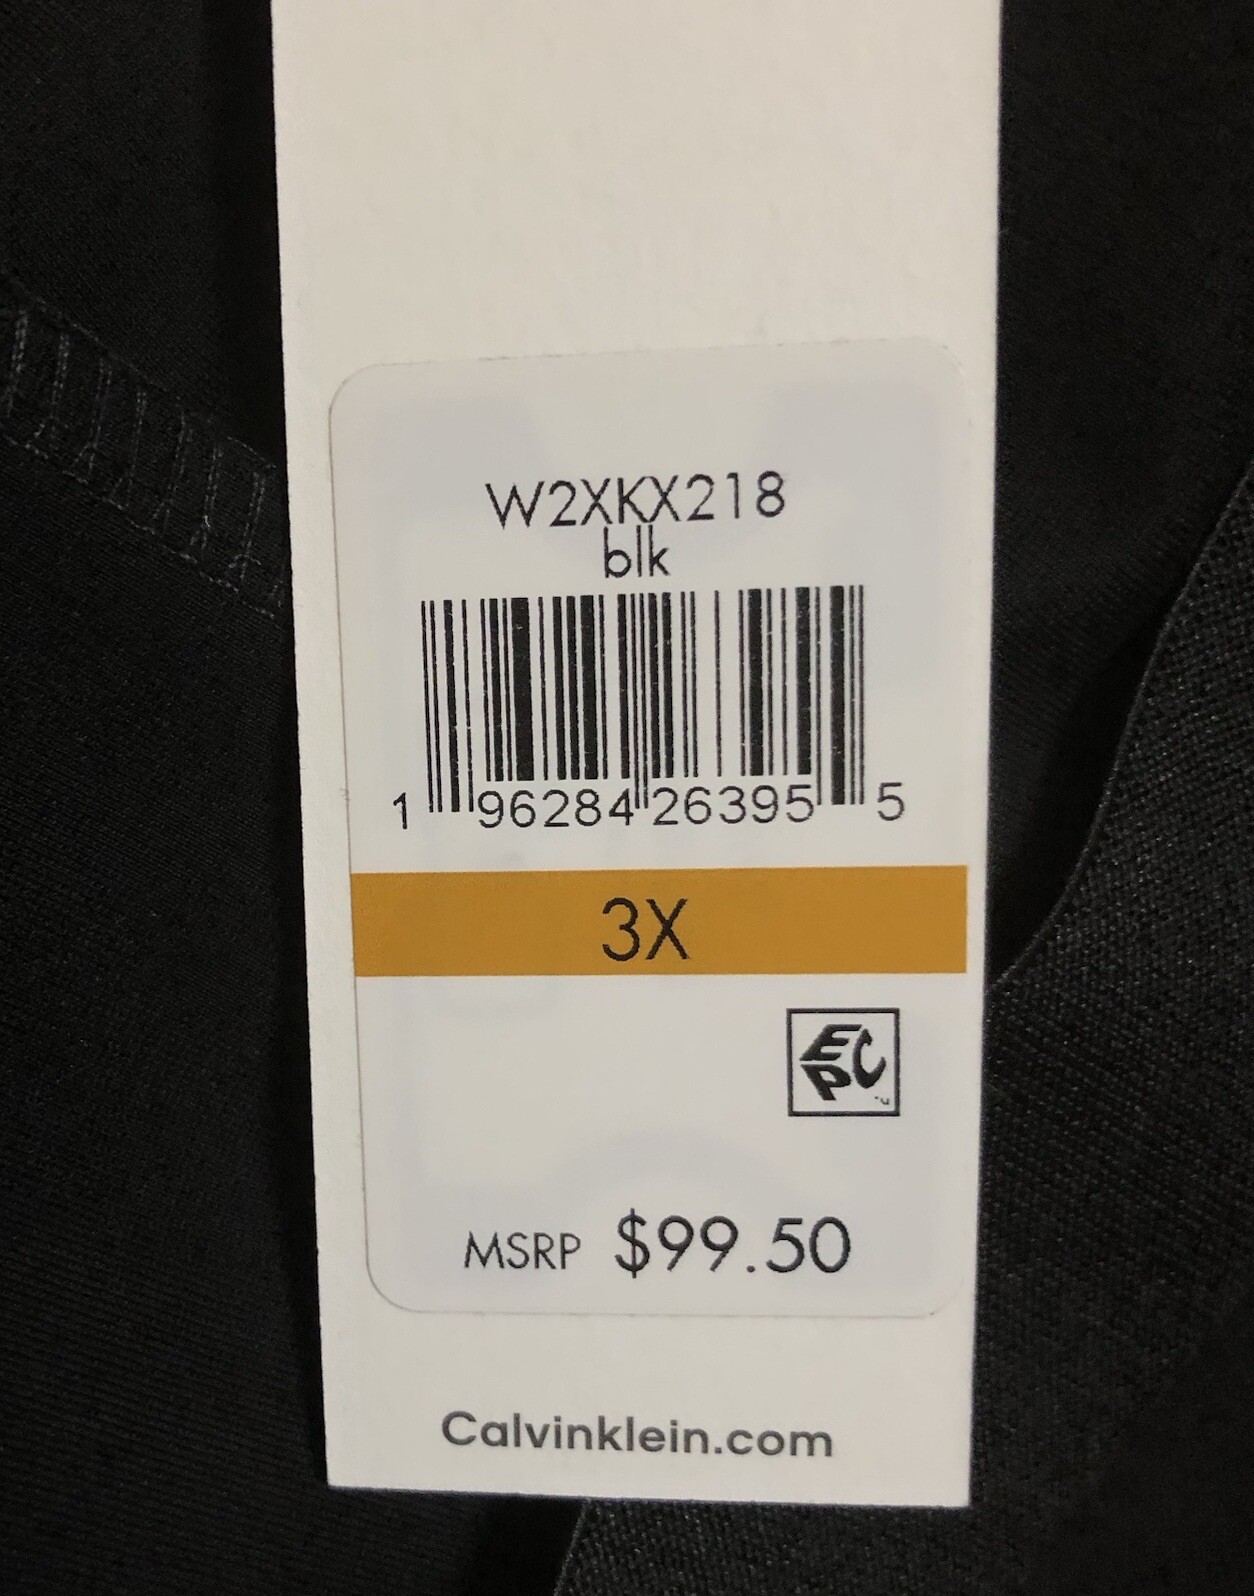 W2XKX218
blk
1 96284 26395 5
3X
EPC
MSRP $99.50
Calvinklein.com